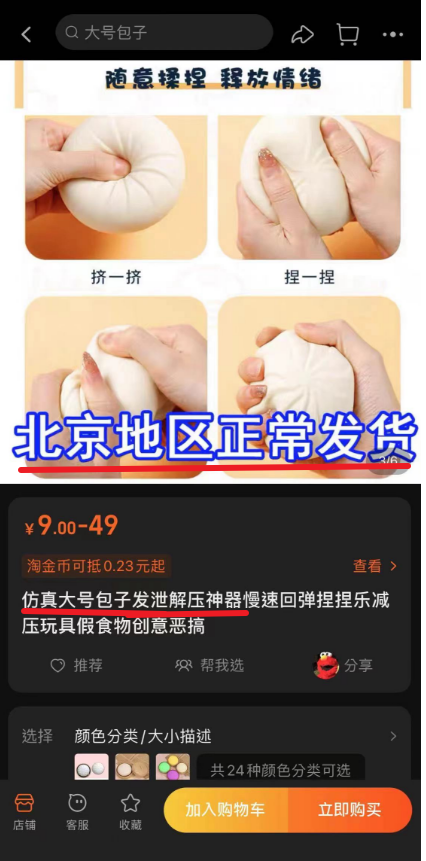 大号包子
随意揉捏 释放情绪
挤一挤
捏一捏
北京地区正常发货
3/6
¥9.00-49
淘金币可抵0.23元起
查看 >
仿真大号包子发泄解压神器慢速回弹捏捏乐减
压玩具假食物创意恶搞
推荐
帮我选
分享
选择 颜色分类/大小描述
共24种颜色分类可选
店铺
客服
收藏
加入购物车
立即购买